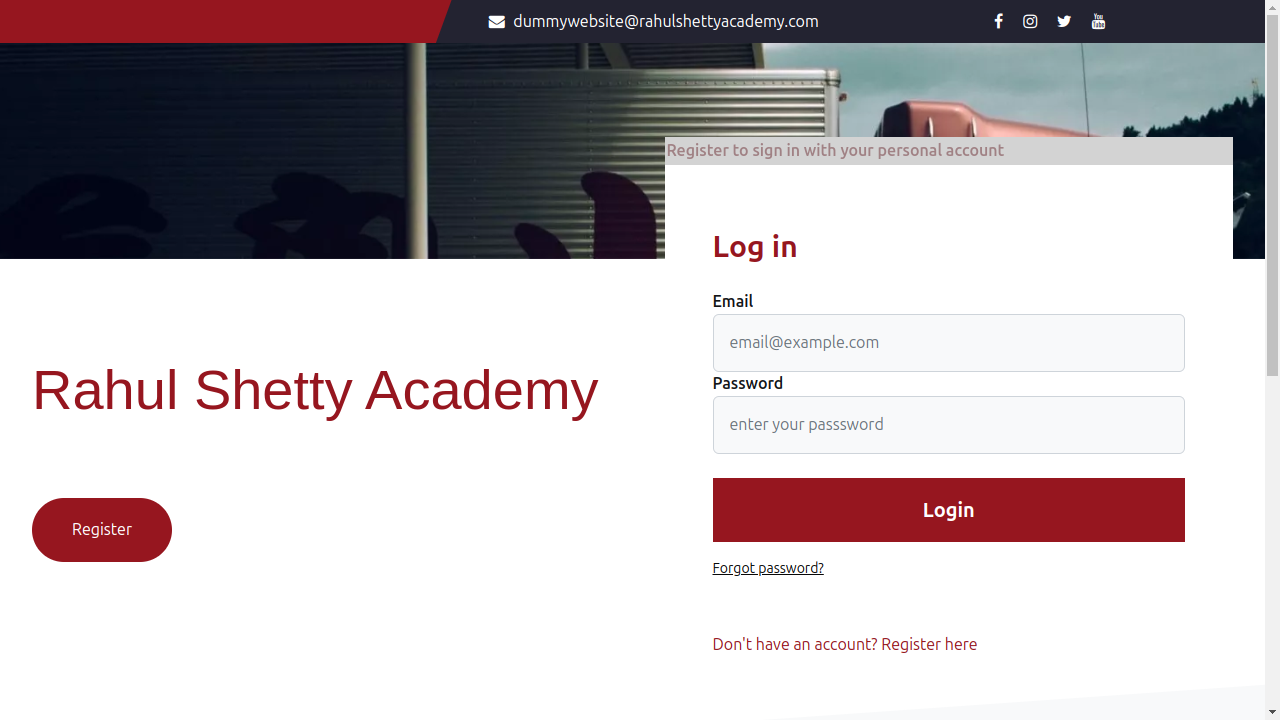 dummywebsite@rahulshettyacademy.com
Register to sign in with your personal account
Log in
Email
email@example.com
Rahul Shetty Academy
Password
enter your passsword
Login
Register
Forgot password?
Don't have an account? Register here